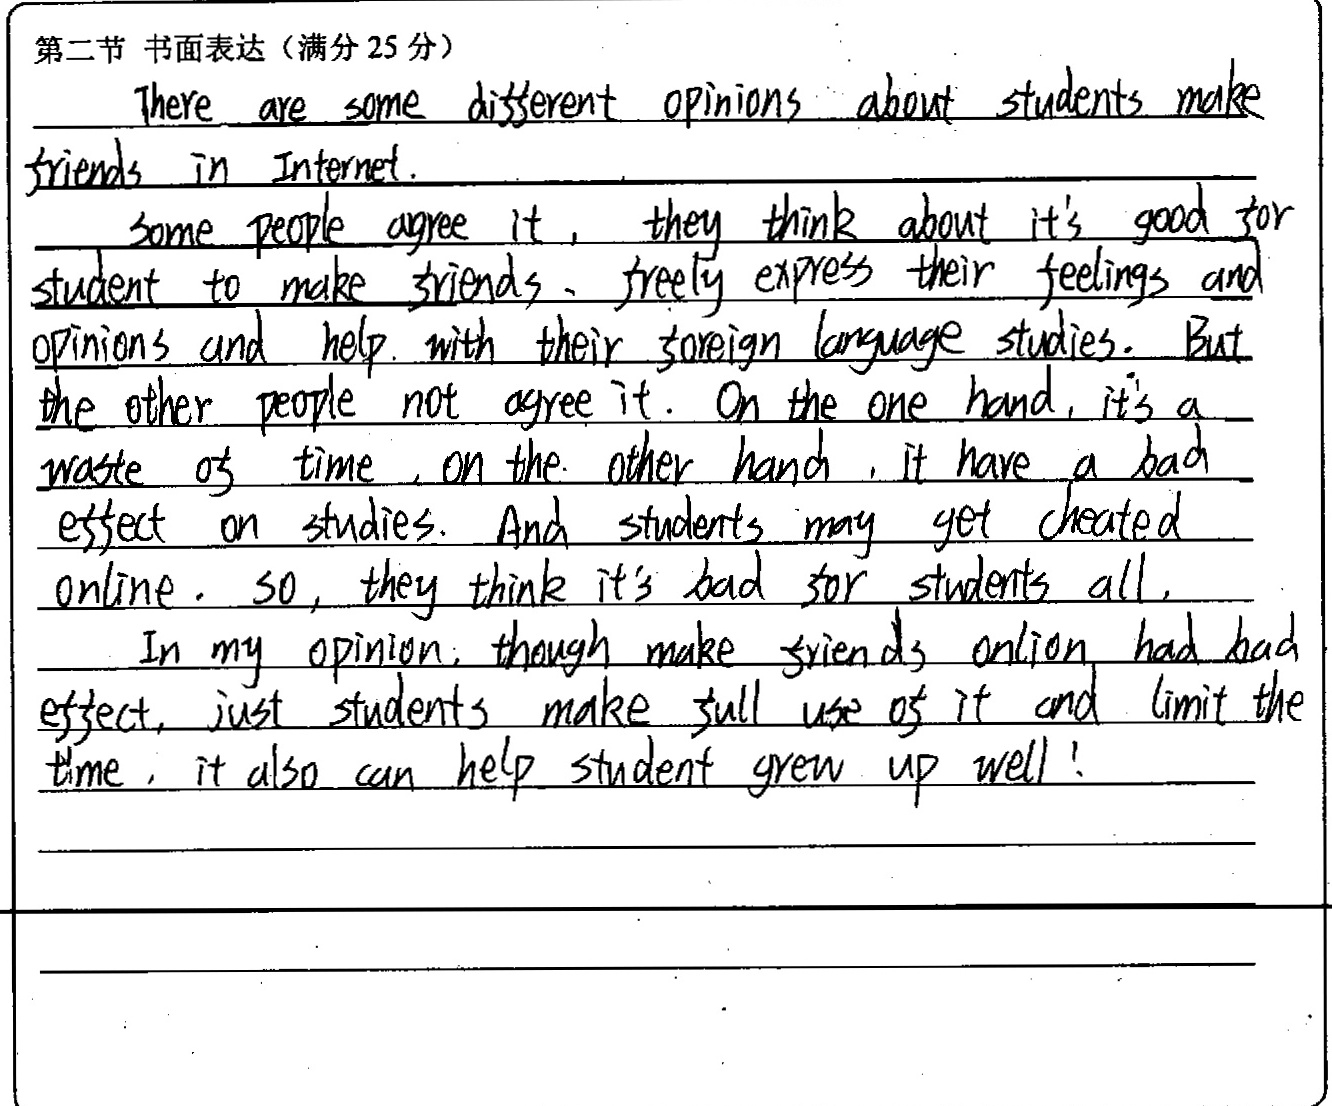 第二节 书面表达（满分 25 分）
There are some different opinions about students make
friends in Internet.
Some people agree it, they think about it's good for
student to make friends、freely express their feelings and
opinions and help with their foreign language studies. But
the other people not agree it. On the one hand, it's a
waste of time, on the other hand, it have a bad
effect on studies. And students may get cheated
online. So, they think it's bad for students all.
In my opinion, though make friends onlion had bad
effect, just students make full use of it and limit the
time, it also can help student grew up well!